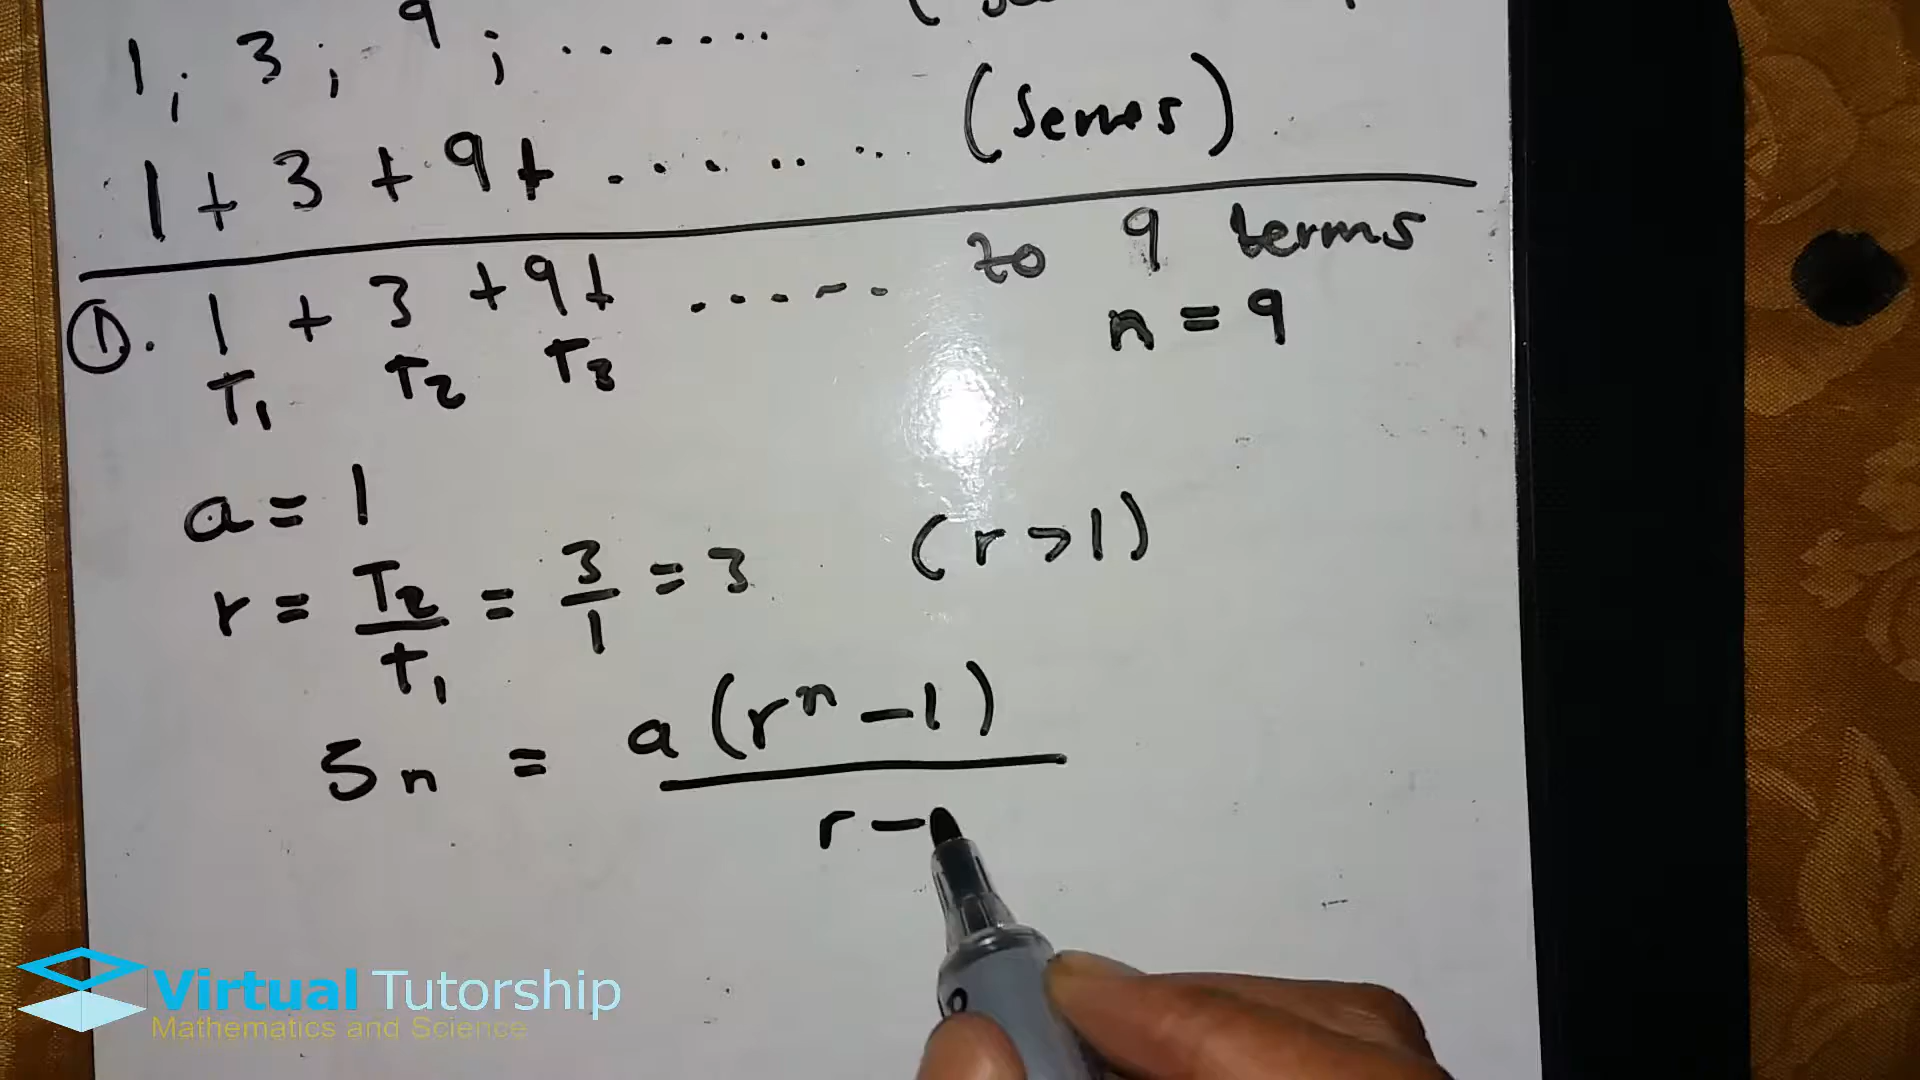 1 ; 3 ; 9 ; .......
1 + 3 + 9 + ........ (Series)
①. 1 + 3 + 9 + ...... to 9 terms
T₁ T₂ T₃ n = 9
a = 1
r = T₂/T₁ = 3/1 = 3 (r > 1)
Sn = a(rⁿ - 1)/r -
Virtual Tutorship
Mathematics and Science